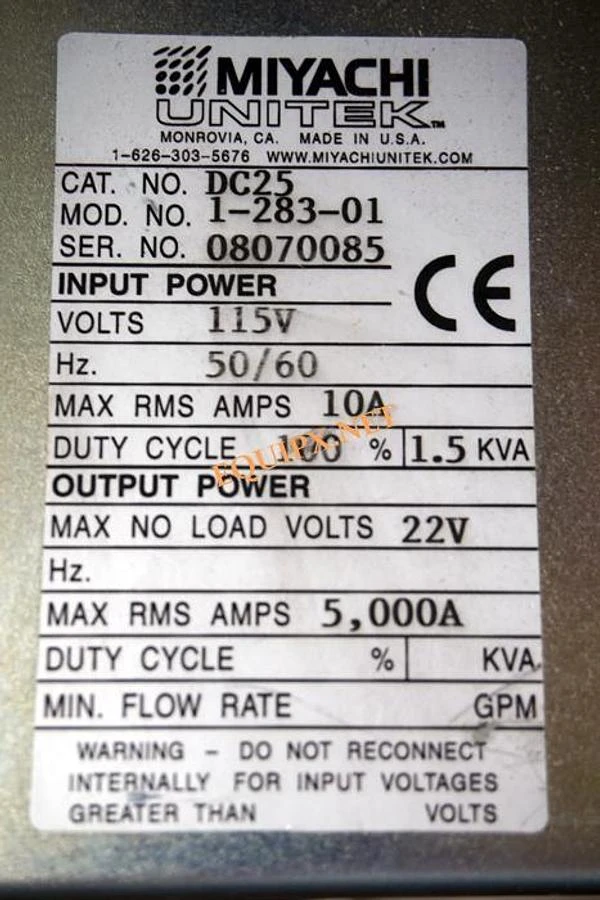 MIYACHI
UNITEK™
MONROVIA, CA. MADE IN U.S.A.
1-626-303-5676 WWW.MIYACHIUNITEK.COM
CAT. NO. DC25
MOD. NO. 1-283-01
SER. NO. 08070085
CE
INPUT POWER
VOLTS 115V
Hz. 50/60
MAX RMS AMPS 10A
DUTY CYCLE 100 % 1.5 KVA
EQUIPX.NET
OUTPUT POWER
MAX NO LOAD VOLTS 22V
Hz.
MAX RMS AMPS 5,000A
DUTY CYCLE % KVA
MIN. FLOW RATE GPM
WARNING - DO NOT RECONNECT
INTERNALLY FOR INPUT VOLTAGES
GREATER THAN VOLTS